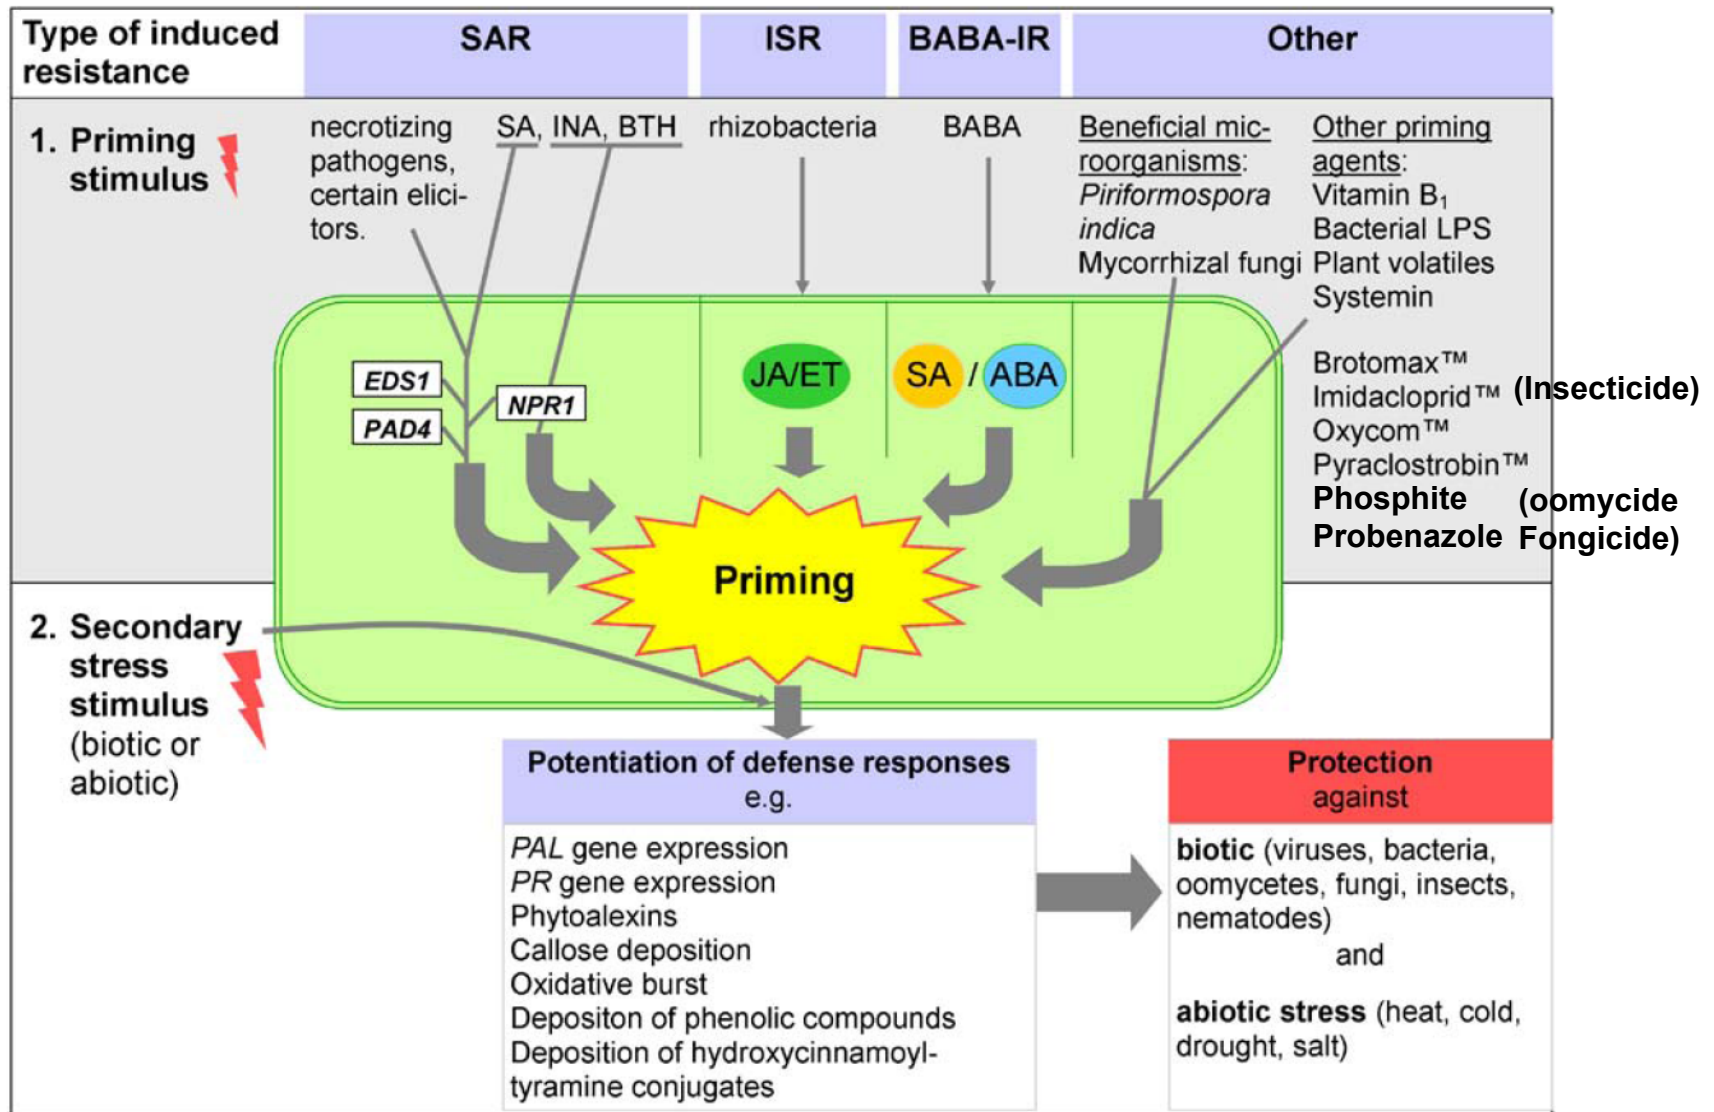 Type of induced
resistance
SAR
ISR
BABA-IR
Other
1. Priming
stimulus
necrotizing
pathogens,
certain elici-
tors.
SA, INA, BTH
rhizobacteria
BABA
Beneficial mic-
roorganisms:
Piriformospora
indica
Mycorrhizal fungi
Other priming
agents:
Vitamin B₁
Bacterial LPS
Plant volatiles
Systemin
Brotomax™
Imidacloprid™ (Insecticide)
Oxycom™
Pyraclostrobin™
Phosphite (oomycide
Probenazole Fongicide)
EDS1
PAD4
NPR1
JA/ET
SA / ABA
Priming
2. Secondary
stress
stimulus
(biotic or
abiotic)
Potentiation of defense responses
e.g.
PAL gene expression
PR gene expression
Phytoalexins
Callose deposition
Oxidative burst
Depositon of phenolic compounds
Deposition of hydroxycinnamoyl-
tyramine conjugates
Protection
against
biotic (viruses, bacteria,
oomycetes, fungi, insects,
nematodes)
and
abiotic stress (heat, cold,
drought, salt)